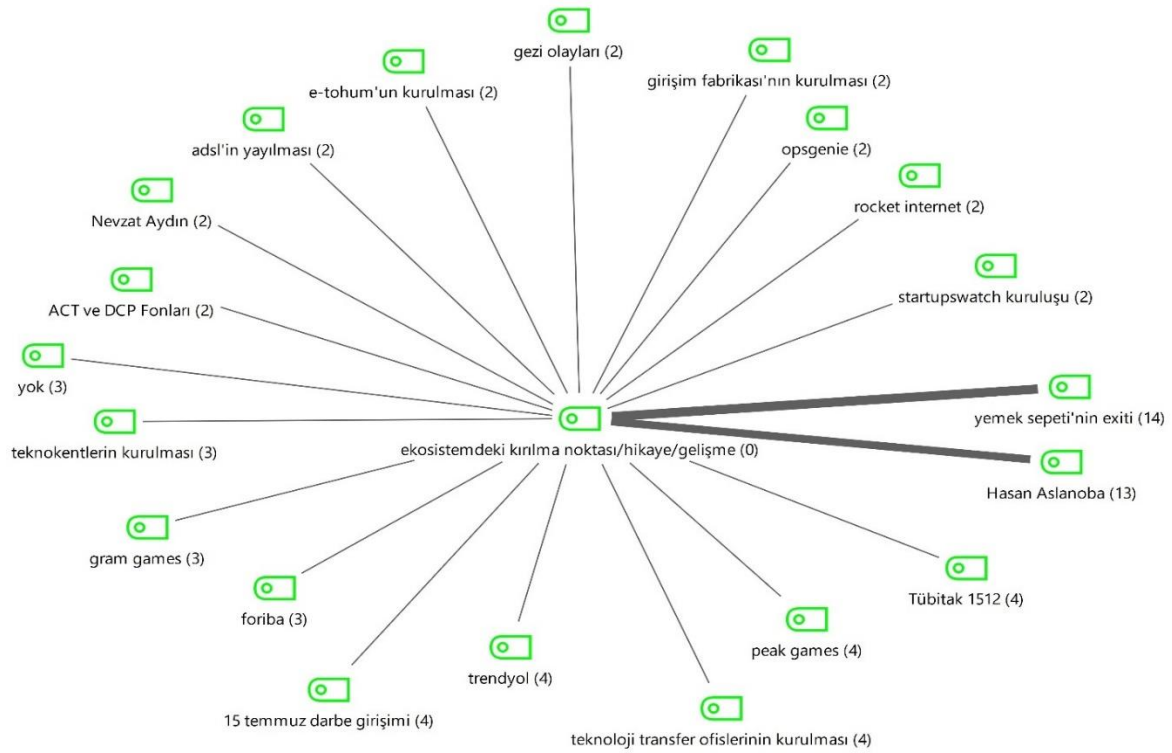 gezi olayları (2)
e-tohum'un kurulması (2)
girişim fabrikası'nın kurulması (2)
adsl'in yayılması (2)
opsgenie (2)
Nevzat Aydın (2)
rocket internet (2)
ACT ve DCP Fonları (2)
startupswatch kuruluşu (2)
yok (3)
yemek sepeti'nin exiti (14)
teknokentlerin kurulması (3)
ekosistemdeki kırılma noktası/hikaye/gelişme (0)
Hasan Aslanoba (13)
gram games (3)
Tübitak 1512 (4)
foriba (3)
peak games (4)
trendyol (4)
15 temmuz darbe girişimi (4)
teknoloji transfer ofislerinin kurulması (4)